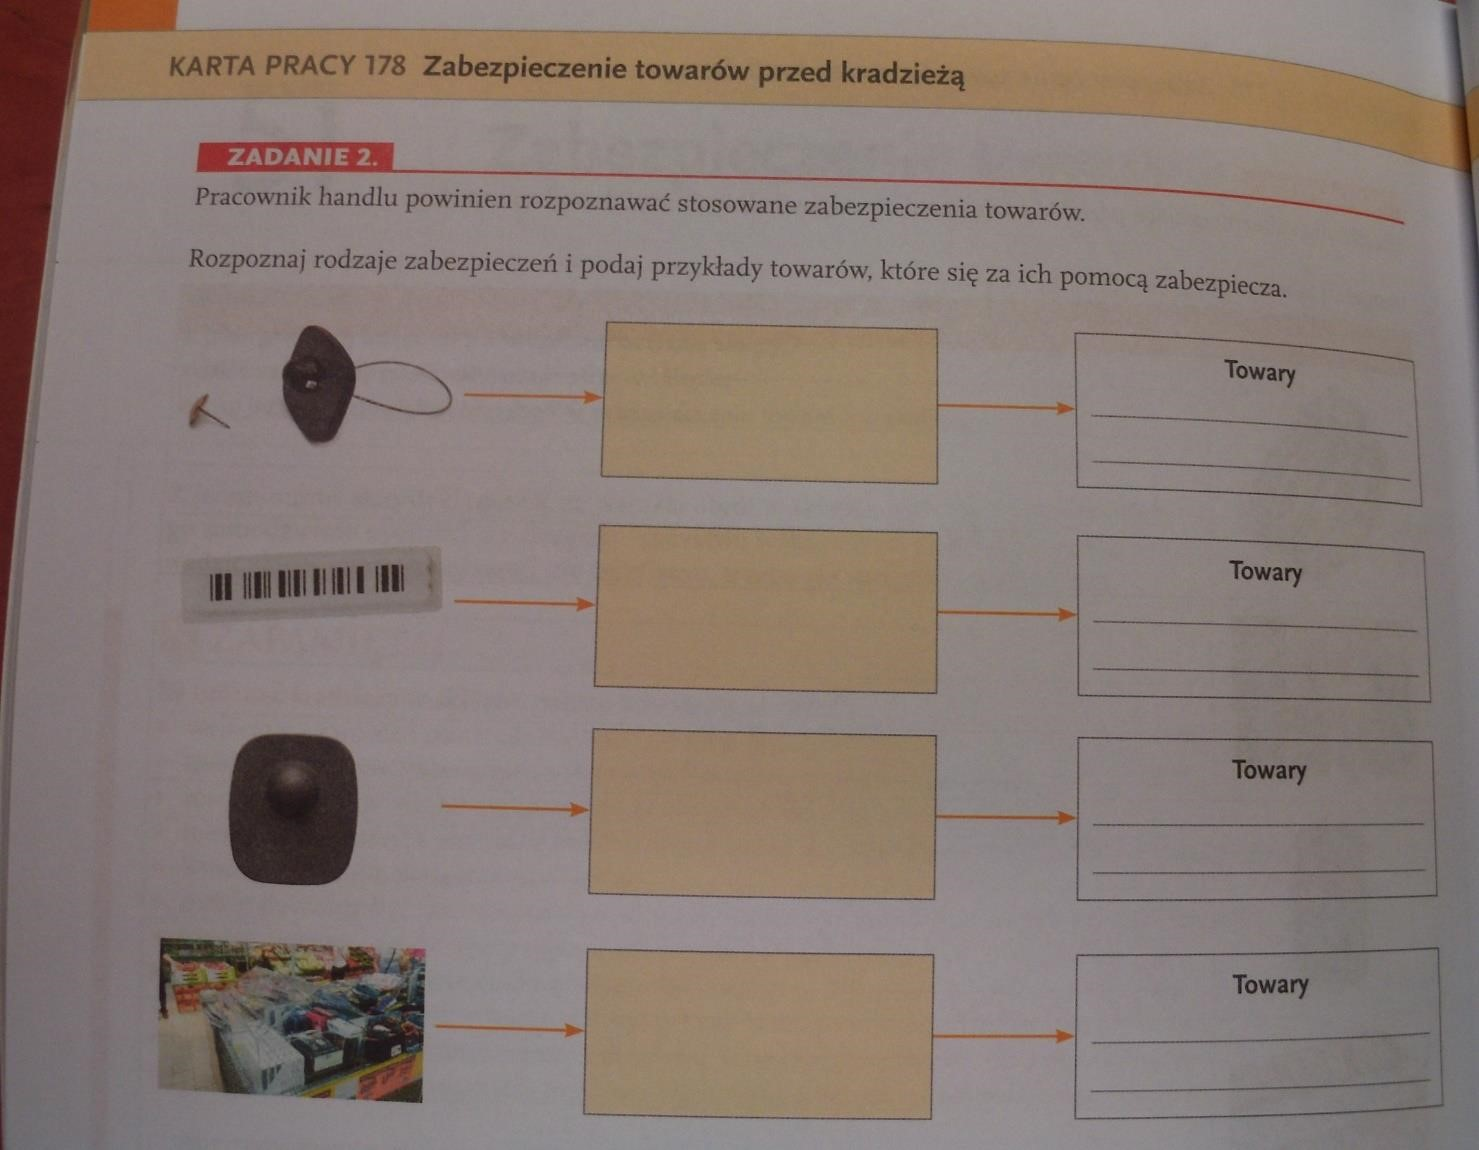 KARTA PRACY 178 Zabezpieczenie towarów przed kradzieżą
ZADANIE 2.
Pracownik handlu powinien rozpoznawać stosowane zabezpieczenia towarów.
Rozpoznaj rodzaje zabezpieczeń i podaj przykłady towarów, które się za ich pomocą zabezpiecza.
Towary
Towary
Towary
Towary